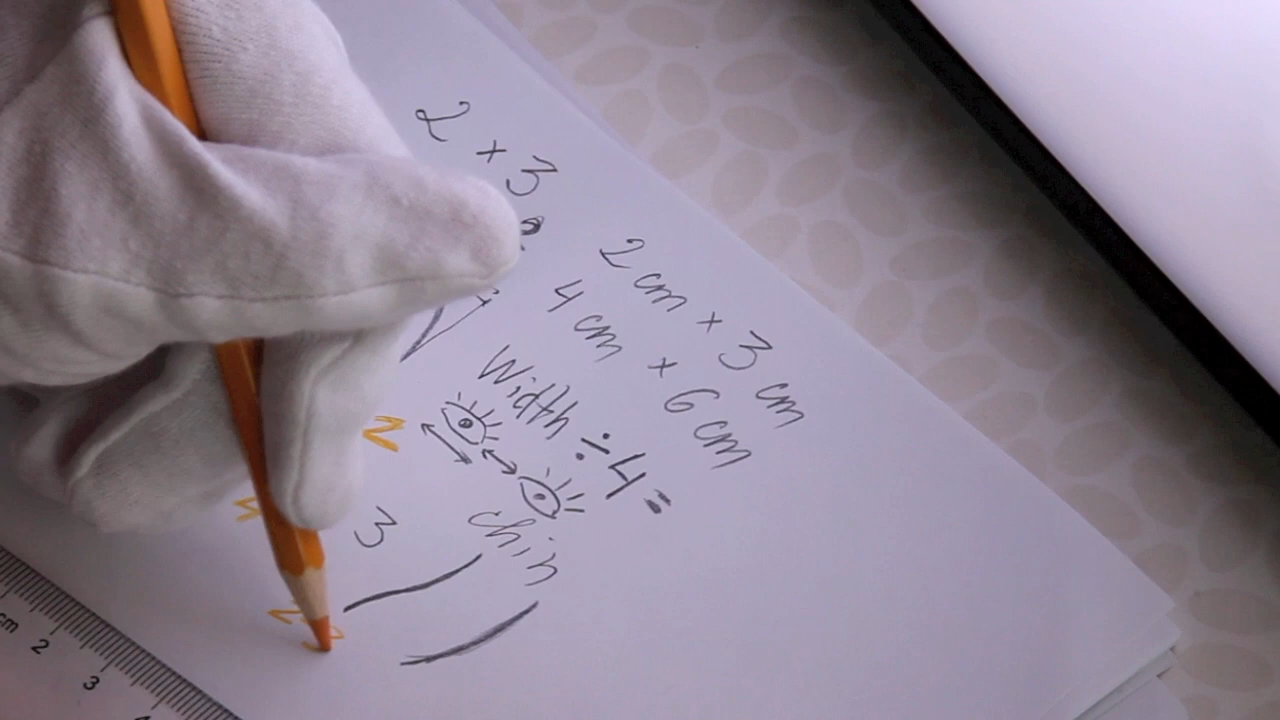 2 × 3
2 cm × 3 cm
4 cm × 6 cm
Width ÷ 4 =
chin
N
3
cm 2 3